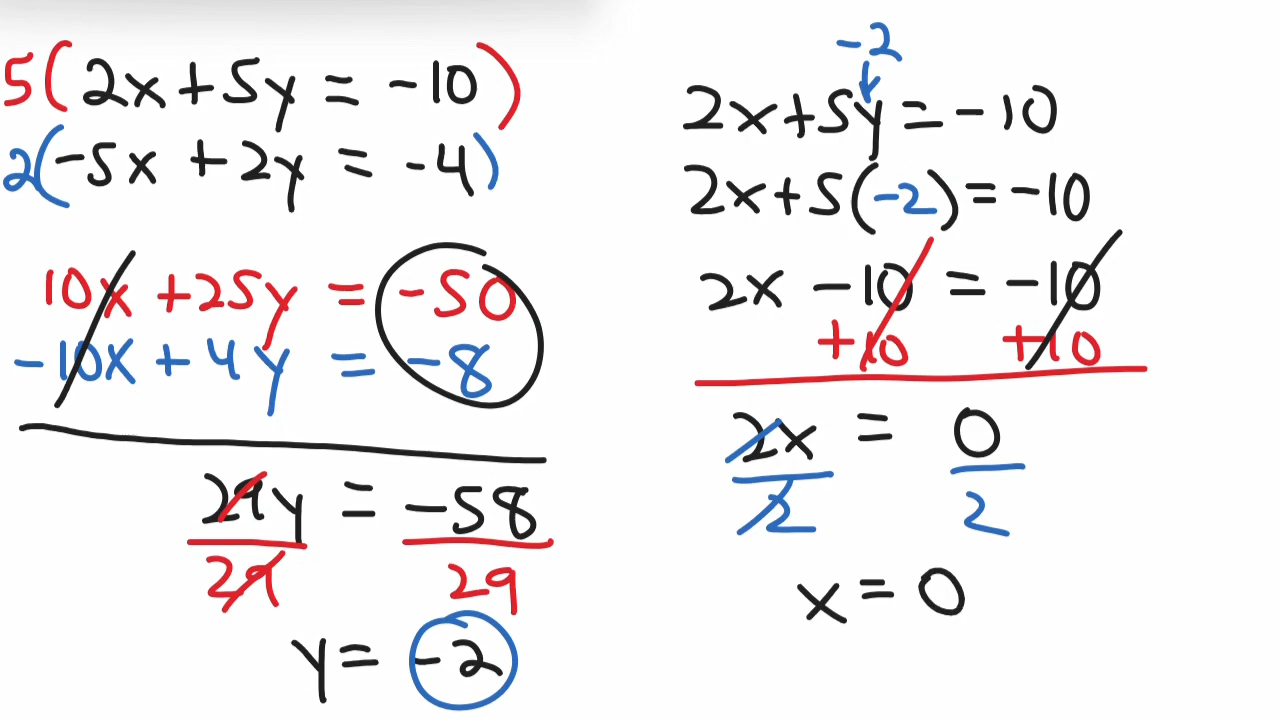 5(2x + 5y = -10)
2(-5x + 2y = -4)
10x + 25y = -50
-10x + 4y = -8
29y = -58
29 29
y = -2
-2
2x + 5y = -10
2x + 5(-2) = -10
2x - 10 = -10
+10 +10
2x = 0
2 2
x = 0